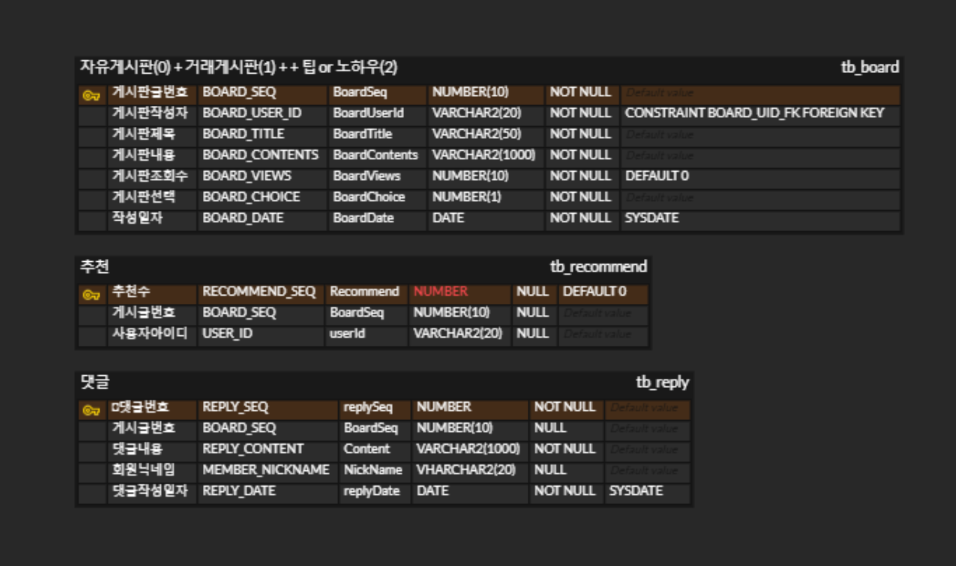 자유게시판(0) + 거래게시판(1) + + 팁 or 노하우(2) tb_board
게시판글번호 BOARD_SEQ BoardSeq NUMBER(10) NOT NULL Default value
게시판작성자 BOARD_USER_ID BoardUserId VARCHAR2(20) NOT NULL CONSTRAINT BOARD_UID_FK FOREIGN KEY
게시판제목 BOARD_TITLE BoardTitle VARCHAR2(50) NOT NULL Default value
게시판내용 BOARD_CONTENTS BoardContents VARCHAR2(1000) NOT NULL Default value
게시판조회수 BOARD_VIEWS BoardViews NUMBER(10) NOT NULL DEFAULT 0
게시판선택 BOARD_CHOICE BoardChoice NUMBER(1) NOT NULL Default value
작성일자 BOARD_DATE BoardDate DATE NOT NULL SYSDATE
추천 tb_recommend
추천수 RECOMMEND_SEQ Recommend NUMBER NULL DEFAULT 0
게시글번호 BOARD_SEQ BoardSeq NUMBER(10) NULL Default value
사용자아이디 USER_ID userId VARCHAR2(20) NULL Default value
댓글 tb_reply
댓글번호 REPLY_SEQ replySeq NUMBER NOT NULL Default value
게시글번호 BOARD_SEQ BoardSeq NUMBER(10) NULL Default value
댓글내용 REPLY_CONTENT Content VARCHAR2(1000) NOT NULL Default value
회원닉네임 MEMBER_NICKNAME NickName VHARCHAR2(20) NULL Default value
댓글작성일자 REPLY_DATE replyDate DATE NOT NULL SYSDATE